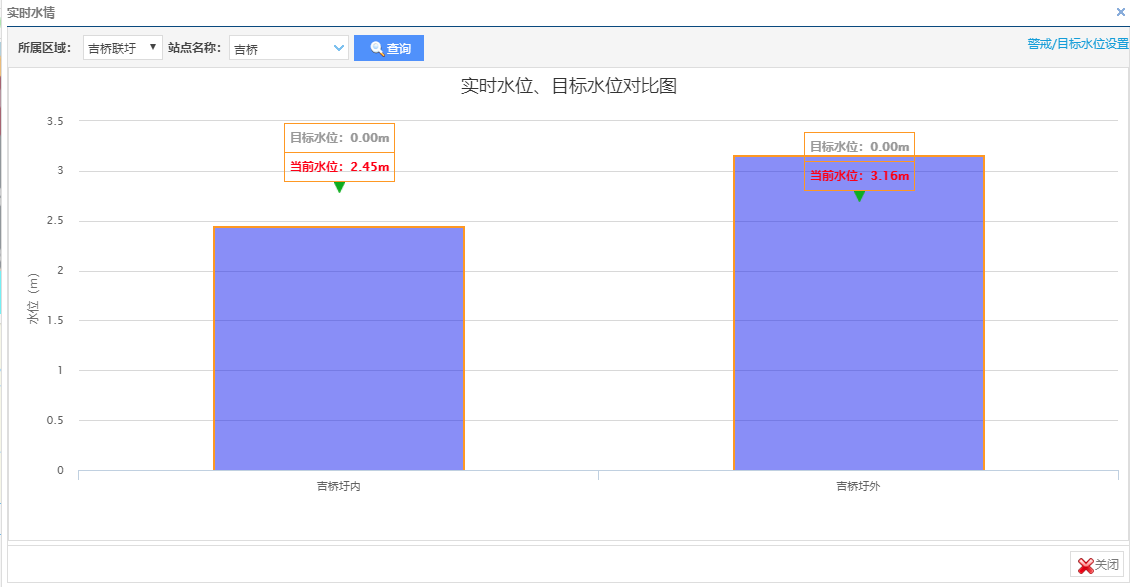 实时水情
所属区域： 吉桥联圩 站点名称： 吉桥 查询 警戒/目标水位设置
实时水位、目标水位对比图
3.5
3
2.5
2
1.5
1
0.5
0
水位（m）
目标水位：0.00m
当前水位：2.45m
目标水位：0.00m
当前水位：3.16m
吉桥圩内 吉桥圩外
关闭